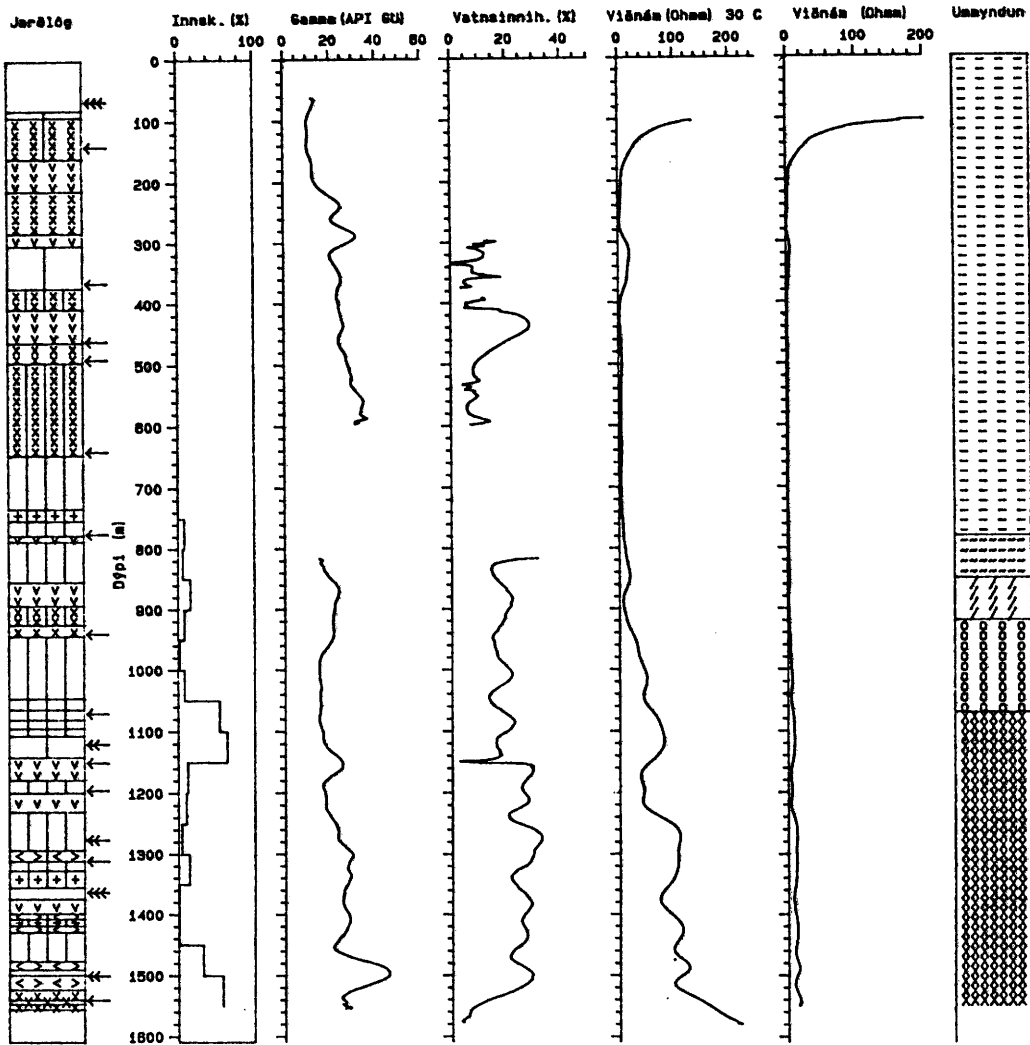 Jarðlög
Innsk. (%)
Gamma (API GU)
Vatnsinnih. (%)
Viðnám (Ohmm) 30 C
Viðnám (Ohmm)
Ummyndun
0 100
20 40 60
0 20 40
0 100 200
0 100 200
0
100
200
300
400
500
600
700
800
900
1000
1100
1200
1300
1400
1500
1600
Dýpi (m)